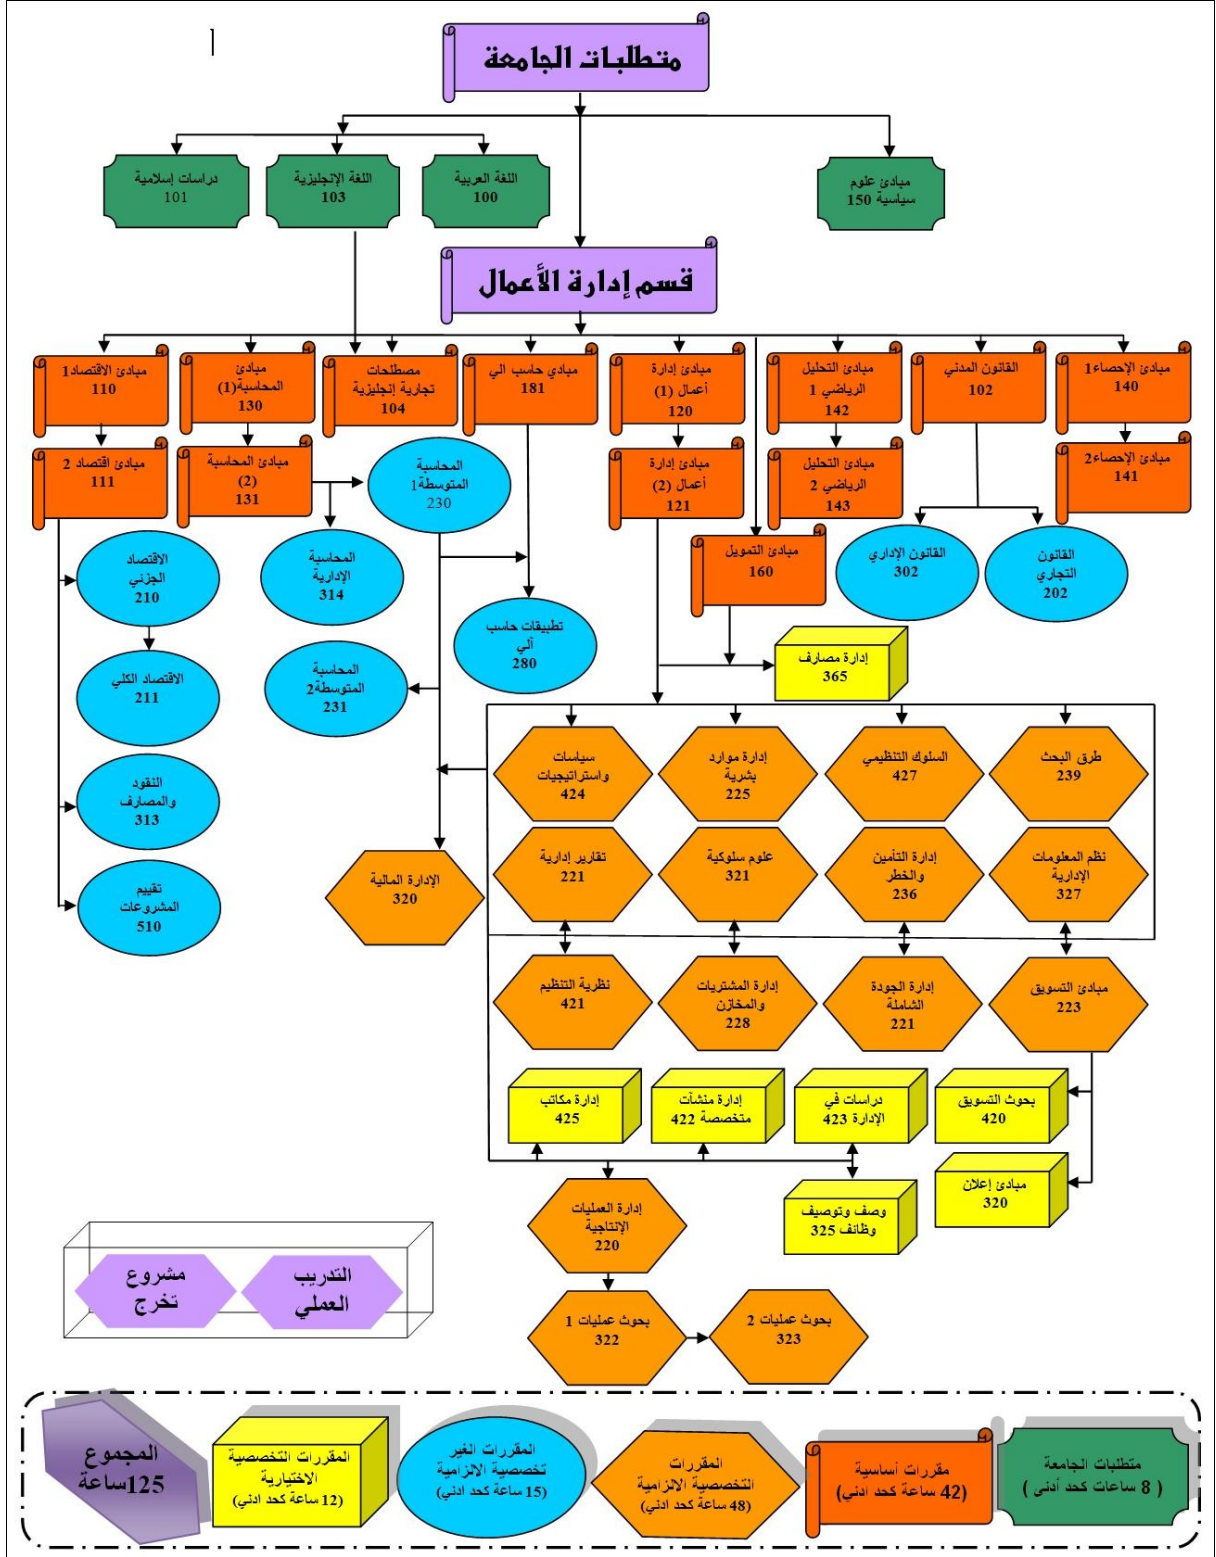 ا
متطلبات الجامعة
مبادئ علوم
سياسية 150
اللغة العربية
100
اللغة الإنجليزية
103
دراسات إسلامية
101
قسم إدارة الأعمال
مبادئ الإحصاء1
140
القانون المدني
102
مبادئ التحليل
الرياضي 1
142
مبادئ إدارة
أعمال (1)
120
مبادي حاسب الي
181
مصطلحات
تجارية إنجليزية
104
مبادئ
المحاسبة(1)
130
مبادئ الاقتصاد1
110
مبادئ الإحصاء2
141
مبادئ التحليل
الرياضي 2
143
مبادئ إدارة
أعمال (2)
121
المحاسبة
المتوسطة1
230
مبادئ المحاسبة
(2)
131
مبادئ اقتصاد 2
111
القانون
التجاري
202
القانون الإداري
302
مبادئ التمويل
160
المحاسبة
الإدارية
314
الاقتصاد
الجزني
210
تطبيقات حاسب
آلي
280
إدارة مصارف
365
المحاسبة
المتوسطة2
231
الاقتصاد الكلي
211
طرق البحث
239
السلوك التنظيمي
427
إدارة موارد
بشرية
225
سياسات
واستراتيجيات
424
النقود
والمصارف
313
نظم المعلومات
الإدارية
327
إدارة التأمين
والخطر
236
علوم سلوكية
321
تقارير إدارية
221
الإدارة المالية
320
تقييم
المشروعات
510
مبادئ التسويق
223
إدارة الجودة
الشاملة
221
إدارة المشتريات
والمخازن
228
نظرية التنظيم
421
بحوث التسويق
420
دراسات في
الإدارة 423
إدارة منشآت
متخصصة 422
إدارة مكاتب
425
مبادئ إعلان
320
وصف وتوصيف
وظائف 325
إدارة العمليات
الإنتاجية
220
بحوث عمليات 2
323
بحوث عمليات 1
322
التدريب
العملي
مشروع
تخرج
متطلبات الجامعة
( 8 ساعات كحد أدنى )
مقررات أساسية
(42 ساعة كحد ادني)
المقررات
التخصصية الالزامية
(48 ساعة كحد ادني)
المقررات الغير
تخصصية الالزامية
(15 ساعة كحد ادني)
المقررات التخصصية
الاختيارية
(12 ساعة كحد ادني)
المجموع
125ساعة